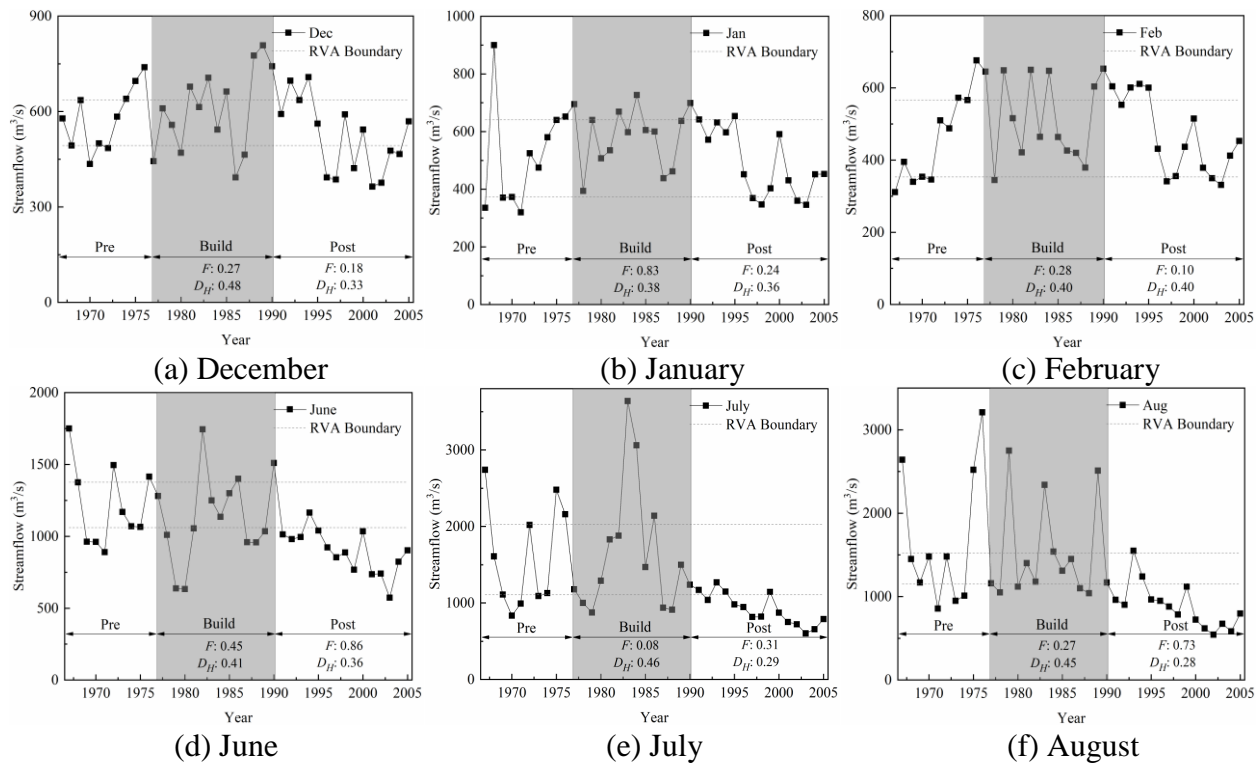 900
600
300
0
Streamflow (m³/s)
Dec
RVA Boundary
Pre
Build
Post
F: 0.27
D_H: 0.48
F: 0.18
D_H: 0.33
1970 1975 1980 1985 1990 1995 2000 2005
Year
(a) December
1000
800
600
400
200
0
Streamflow (m³/s)
Jan
RVA Boundary
Pre
Build
Post
F: 0.83
D_H: 0.38
F: 0.24
D_H: 0.36
1970 1975 1980 1985 1990 1995 2000 2005
Year
(b) January
800
600
400
200
0
Streamflow (m³/s)
Feb
RVA Boundary
Pre
Build
Post
F: 0.28
D_H: 0.40
F: 0.10
D_H: 0.40
1970 1975 1980 1985 1990 1995 2000 2005
Year
(c) February
2000
1500
1000
500
0
Streamflow (m³/s)
June
RVA Boundary
Pre
Build
Post
F: 0.45
D_H: 0.41
F: 0.86
D_H: 0.36
1970 1975 1980 1985 1990 1995 2000 2005
Year
(d) June
3000
2000
1000
0
Streamflow (m³/s)
July
RVA Boundary
Pre
Build
Post
F: 0.08
D_H: 0.46
F: 0.31
D_H: 0.29
1970 1975 1980 1985 1990 1995 2000 2005
Year
(e) July
3000
2000
1000
0
Streamflow (m³/s)
Aug
RVA Boundary
Pre
Build
Post
F: 0.27
D_H: 0.45
F: 0.73
D_H: 0.28
1970 1975 1980 1985 1990 1995 2000 2005
Year
(f) August